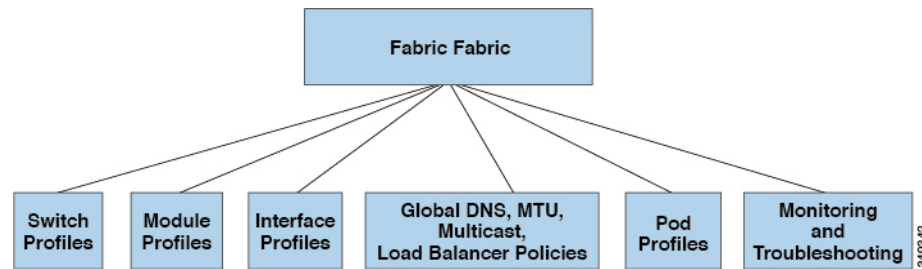 Fabric Fabric
Switch
Profiles
Module
Profiles
Interface
Profiles
Global DNS, MTU,
Multicast,
Load Balancer Policies
Pod
Profiles
Monitoring
and
Troubleshooting